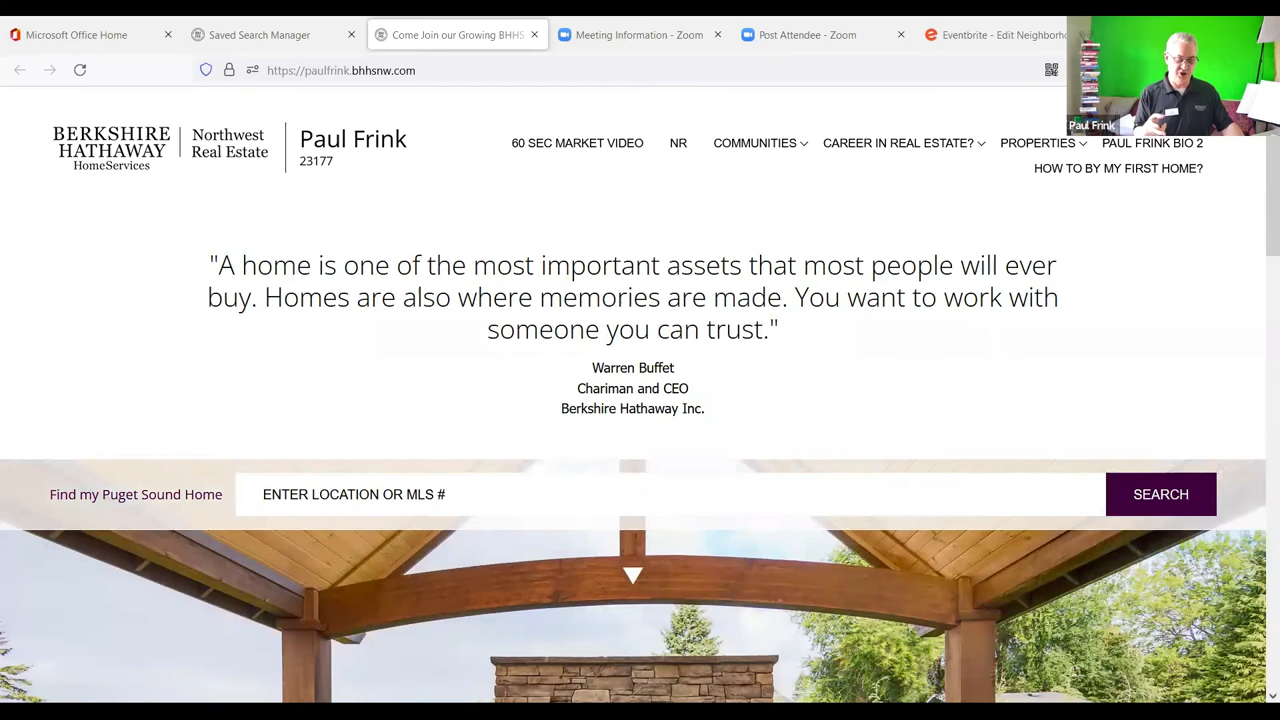 Microsoft Office Home
Saved Search Manager
Come Join our Growing BHHS
Meeting Information - Zoom
Post Attendee - Zoom
Eventbrite - Edit Neighborho
https://paulfrink.bhhsnw.com
Paul Frink
BERKSHIRE HATHAWAY
HomeServices
Northwest
Real Estate
Paul Frink
23177
60 SEC MARKET VIDEO NR COMMUNITIES CAREER IN REAL ESTATE? PROPERTIES PAUL FRINK BIO 2
HOW TO BY MY FIRST HOME?
"A home is one of the most important assets that most people will ever
buy. Homes are also where memories are made. You want to work with
someone you can trust."
Warren Buffet
Chariman and CEO
Berkshire Hathaway Inc.
Find my Puget Sound Home ENTER LOCATION OR MLS # SEARCH